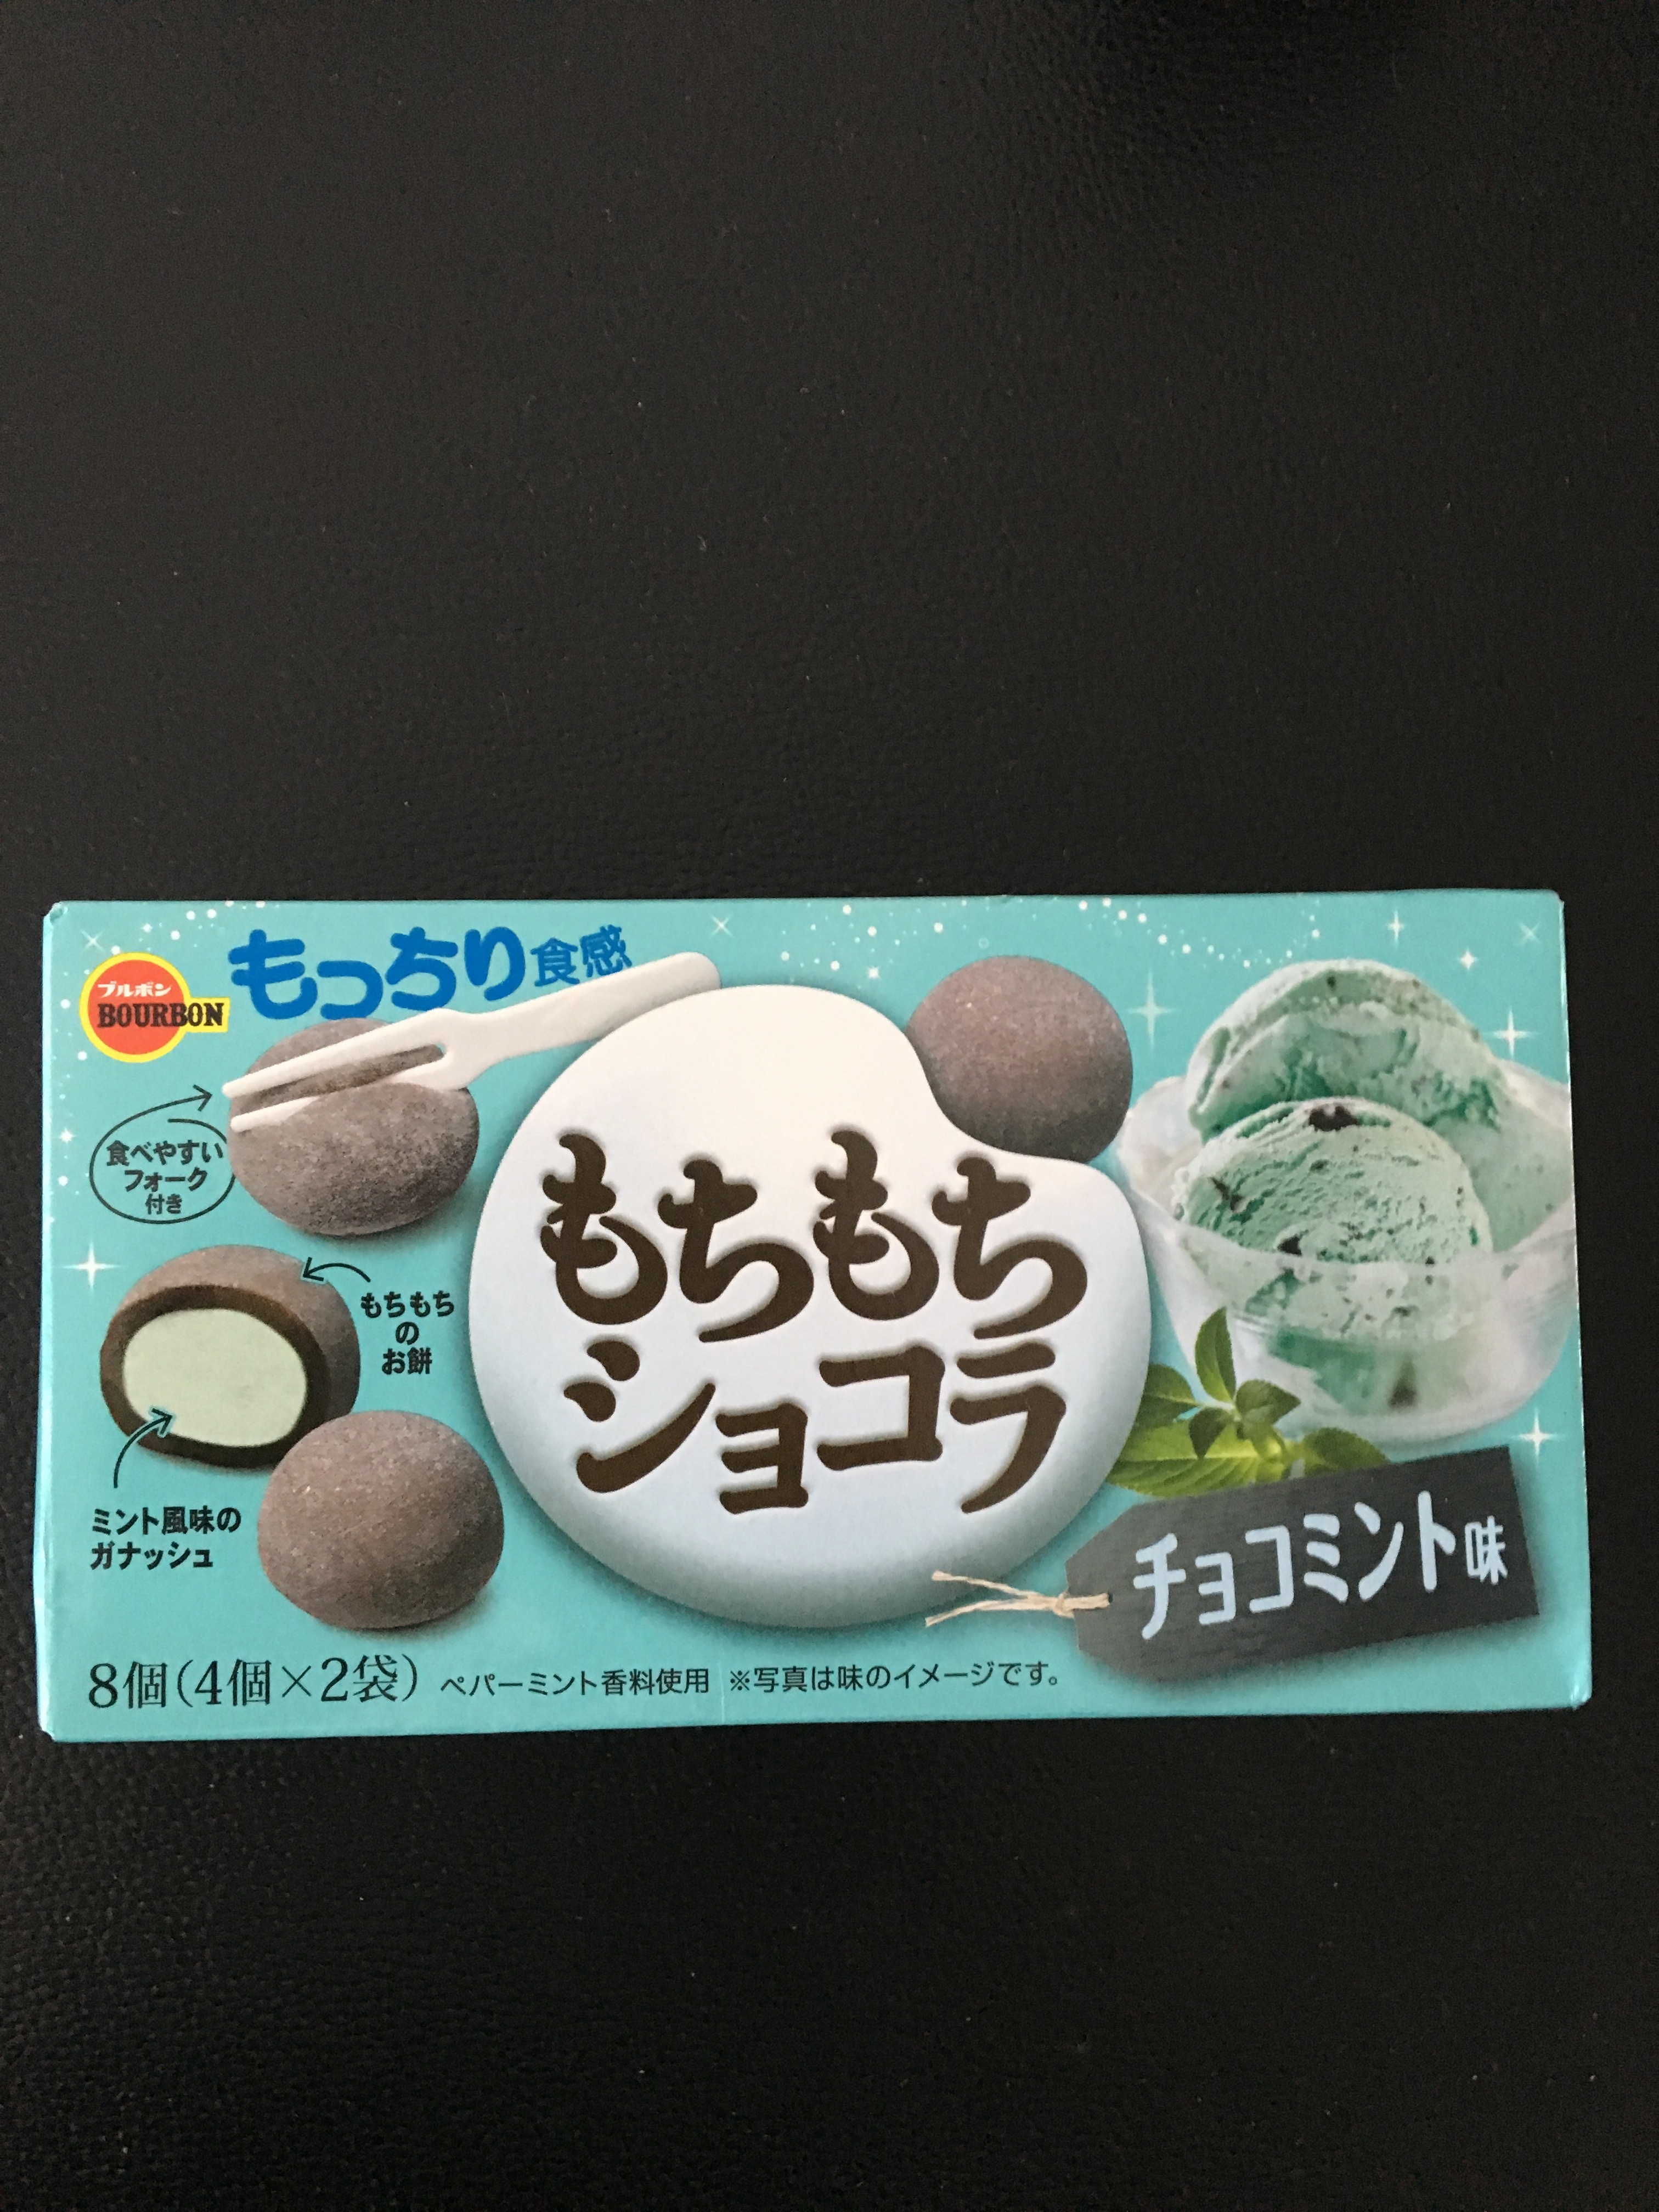 ブルボン
BOURBON
もっちり食感
食べやすい
フォーク
付き
もちもち
の
お餅
ミント風味の
ガナッシュ
もちもち
ショコラ
チョコミント味
8個(4個×2袋) ペパーミント香料使用 ※写真は味のイメージです。